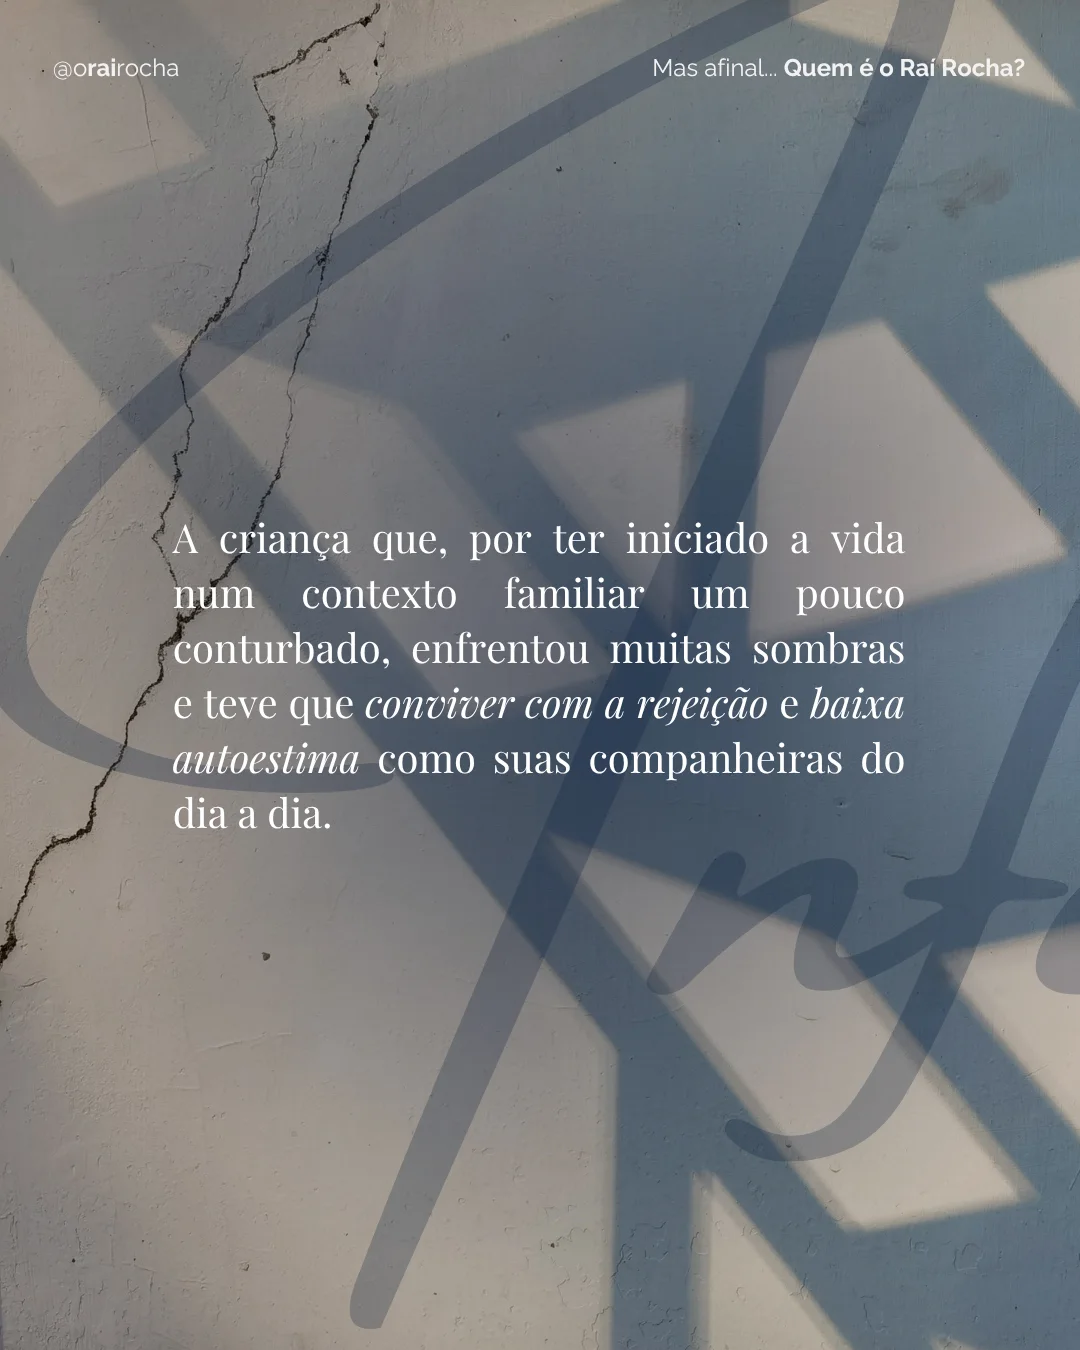 @orairocha
Mas afinal... Quem é o Raí Rocha?
A criança que, por ter iniciado a vida
num contexto familiar um pouco
conturbado, enfrentou muitas sombras
e teve que conviver com a rejeição e baixa
autoestima como suas companheiras do
dia a dia.